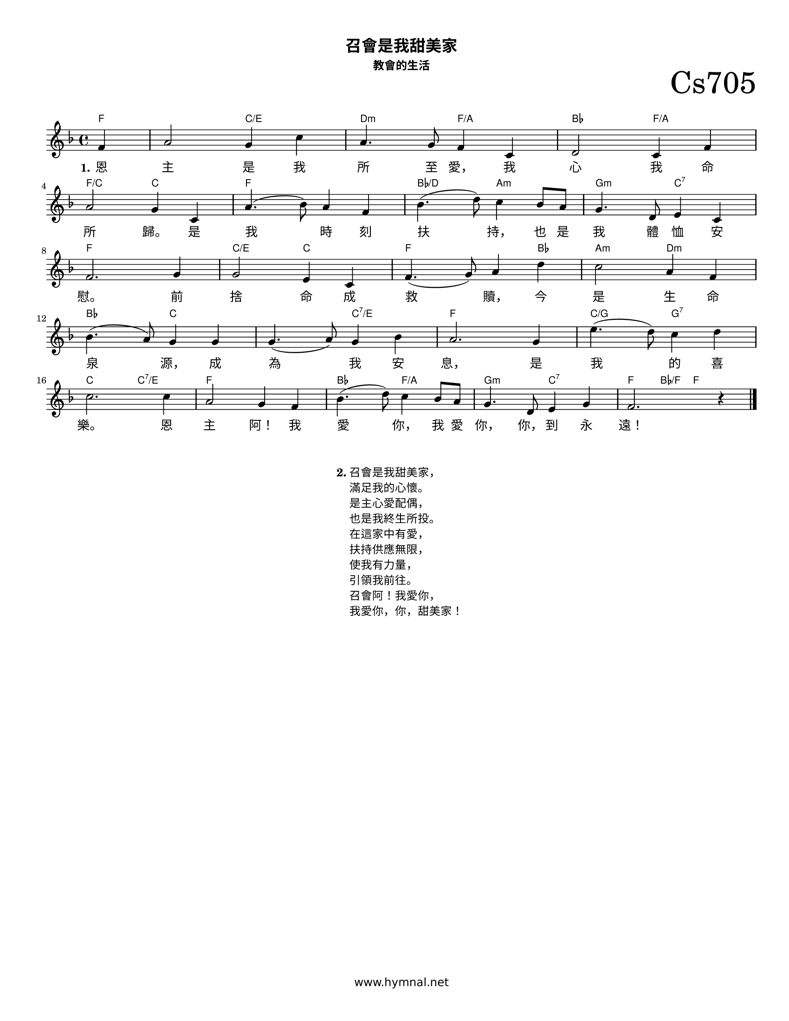 召會是我甜美家
教會的生活
Cs705
F C/E Dm F/A B♭ F/A
1. 恩 主 是 我 所 至 愛， 我 心 我 命
4 F/C C F B♭/D Am Gm C7
所 歸。 是 我 時 刻 扶 持， 也 是 我 體 恤 安
8 F C/E C F B♭ Am Dm
慰。 前 捨 命 成 救 贖， 今 是 生 命
12 B♭ C C7/E F C/G G7
泉 源， 成 為 我 安 息， 是 我 的 喜
16 C C7/E F B♭ F/A Gm C7 F B♭/F F
樂。 恩 主 阿！ 我 愛 你， 我 愛 你， 你， 到 永 遠！
2. 召會是我甜美家，
滿足我的心懷。
是主心愛配偶，
也是我終生所投。
在這家中有愛，
扶持供應無限，
使我有力量，
引領我前往。
召會阿！我愛你，
我愛你，你，甜美家！
www.hymnal.net